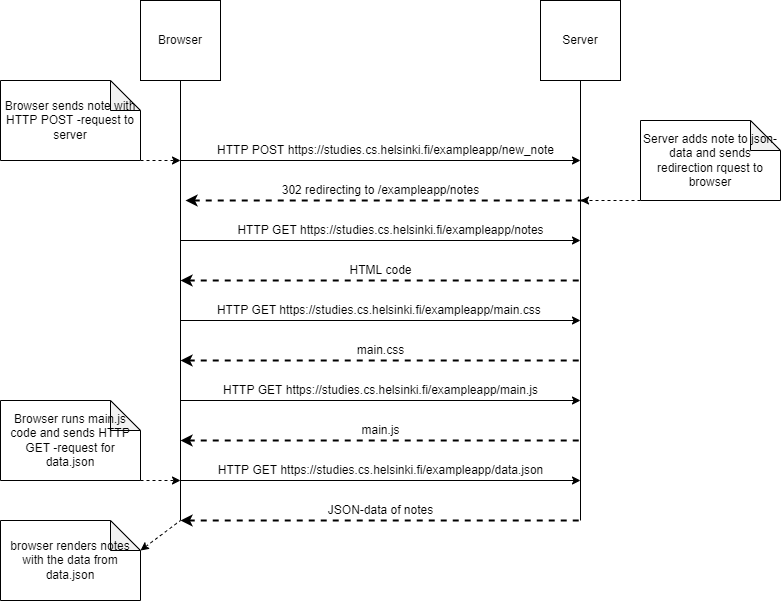 Browser
Server
Browser sends note with
HTTP POST -request to
server
HTTP POST https://studies.cs.helsinki.fi/exampleapp/new_note
Server adds note to json-
data and sends
redirection rquest to
browser
302 redirecting to /exampleapp/notes
HTTP GET https://studies.cs.helsinki.fi/exampleapp/notes
HTML code
HTTP GET https://studies.cs.helsinki.fi/exampleapp/main.css
main.css
HTTP GET https://studies.cs.helsinki.fi/exampleapp/main.js
Browser runs main.js
code and sends HTTP
GET -request for
data.json
main.js
HTTP GET https://studies.cs.helsinki.fi/exampleapp/data.json
JSON-data of notes
browser renders notes
with the data from
data.json